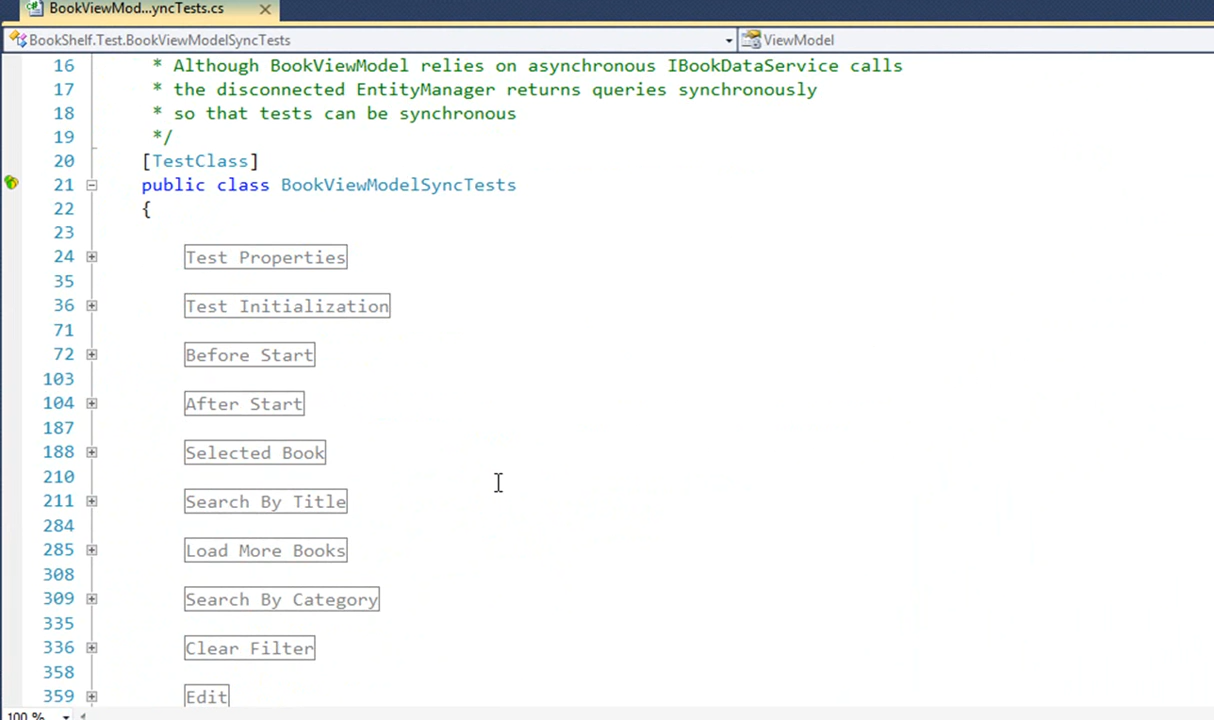 BookViewMod...yncTests.cs
BookShelf.Test.BookViewModelSyncTests ViewModel
16 * Although BookViewModel relies on asynchronous IBookDataService calls
17 * the disconnected EntityManager returns queries synchronously
18 * so that tests can be synchronous
19 */
20 [TestClass]
21 public class BookViewModelSyncTests
22 {
23
24 Test Properties
35
36 Test Initialization
71
72 Before Start
103
104 After Start
187
188 Selected Book
210
211 Search By Title
284
285 Load More Books
308
309 Search By Category
335
336 Clear Filter
358
359 Edit
100 %